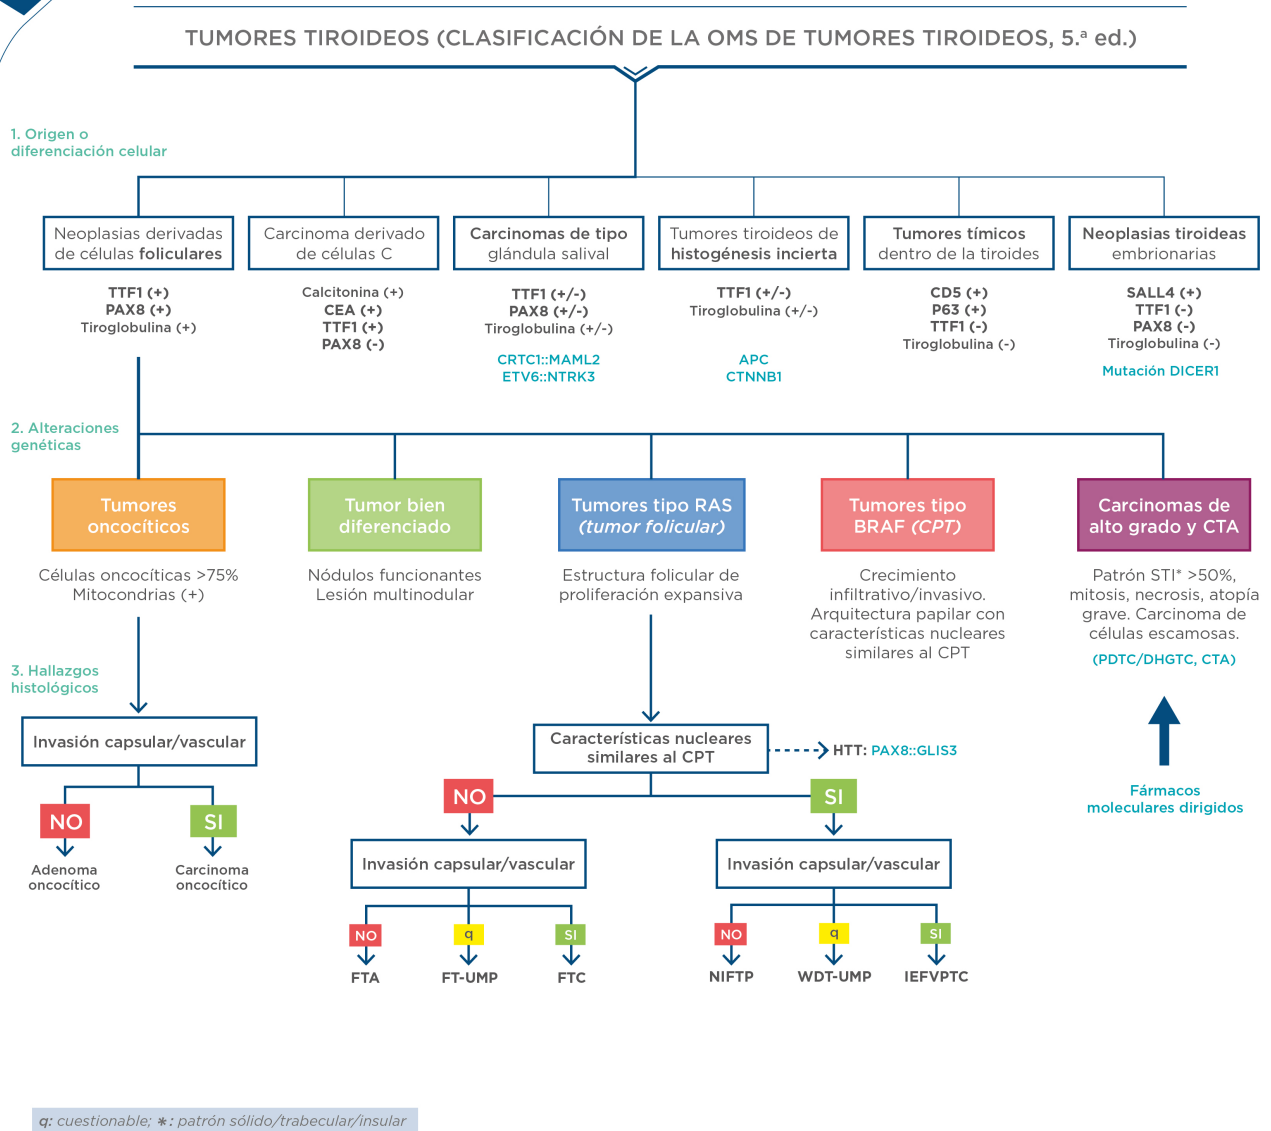 TUMORES TIROIDEOS (CLASIFICACIÓN DE LA OMS DE TUMORES TIROIDEOS, 5.ª ed.)
1. Origen o
diferenciación celular
Neoplasias derivadas
de células foliculares
TTF1 (+)
PAX8 (+)
Tiroglobulina (+)
Carcinoma derivado
de células C
Calcitonina (+)
CEA (+)
TTF1 (+)
PAX8 (-)
Carcinomas de tipo
glándula salival
TTF1 (+/-)
PAX8 (+/-)
Tiroglobulina (+/-)
CRTC1::MAML2
ETV6::NTRK3
Tumores tiroideos de
histogénesis incierta
TTF1 (+/-)
Tiroglobulina (+/-)
APC
CTNNB1
Tumores tímicos
dentro de la tiroides
CD5 (+)
P63 (+)
TTF1 (-)
Tiroglobulina (-)
Neoplasias tiroideas
embrionarias
SALL4 (+)
TTF1 (-)
PAX8 (-)
Tiroglobulina (-)
Mutación DICER1
2. Alteraciones
genéticas
Tumores
oncocíticos
Células oncocíticas >75%
Mitocondrias (+)
Tumor bien
diferenciado
Nódulos funcionantes
Lesión multinodular
Tumores tipo RAS
(tumor folicular)
Estructura folicular de
proliferación expansiva
Tumores tipo
BRAF (CPT)
Crecimiento
infiltrativo/invasivo.
Arquitectura papilar con
características nucleares
similares al CPT
Carcinomas de
alto grado y CTA
Patrón STI* >50%,
mitosis, necrosis, atopía
grave. Carcinoma de
células escamosas.
(PDTC/DHGTC, CTA)
Fármacos
moleculares dirigidos
3. Hallazgos
histológicos
Invasión capsular/vascular
NO
SI
Adenoma
oncocítico
Carcinoma
oncocítico
Características nucleares
similares al CPT
HTT: PAX8::GLIS3
NO
SI
Invasión capsular/vascular
NO
q
SI
FTA
FT-UMP
FTC
Invasión capsular/vascular
NO
q
SI
NIFTP
WDT-UMP
IEFVPTC
q: cuestionable; *: patrón sólido/trabecular/insular